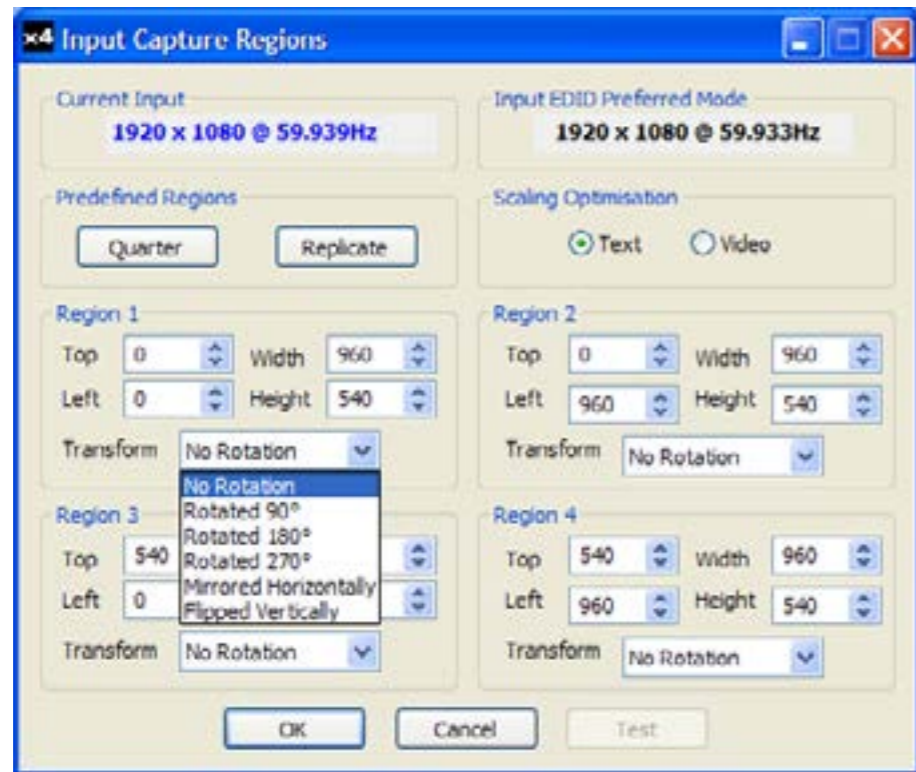 x4 Input Capture Regions
Current Input
1920 x 1080 @ 59.939Hz
Input EDID Preferred Mode
1920 x 1080 @ 59.933Hz
Predefined Regions
Quarter Replicate
Scaling Optimisation
Text Video
Region 1
Top 0 Width 960
Left 0 Height 540
Transform No Rotation
No Rotation
Rotated 90°
Rotated 180°
Rotated 270°
Mirrored Horizontally
Flipped Vertically
Region 2
Top 0 Width 960
Left 960 Height 540
Transform No Rotation
Region 3
Top 540
Left 0
Transform No Rotation
Region 4
Top 540 Width 960
Left 960 Height 540
Transform No Rotation
OK Cancel Test